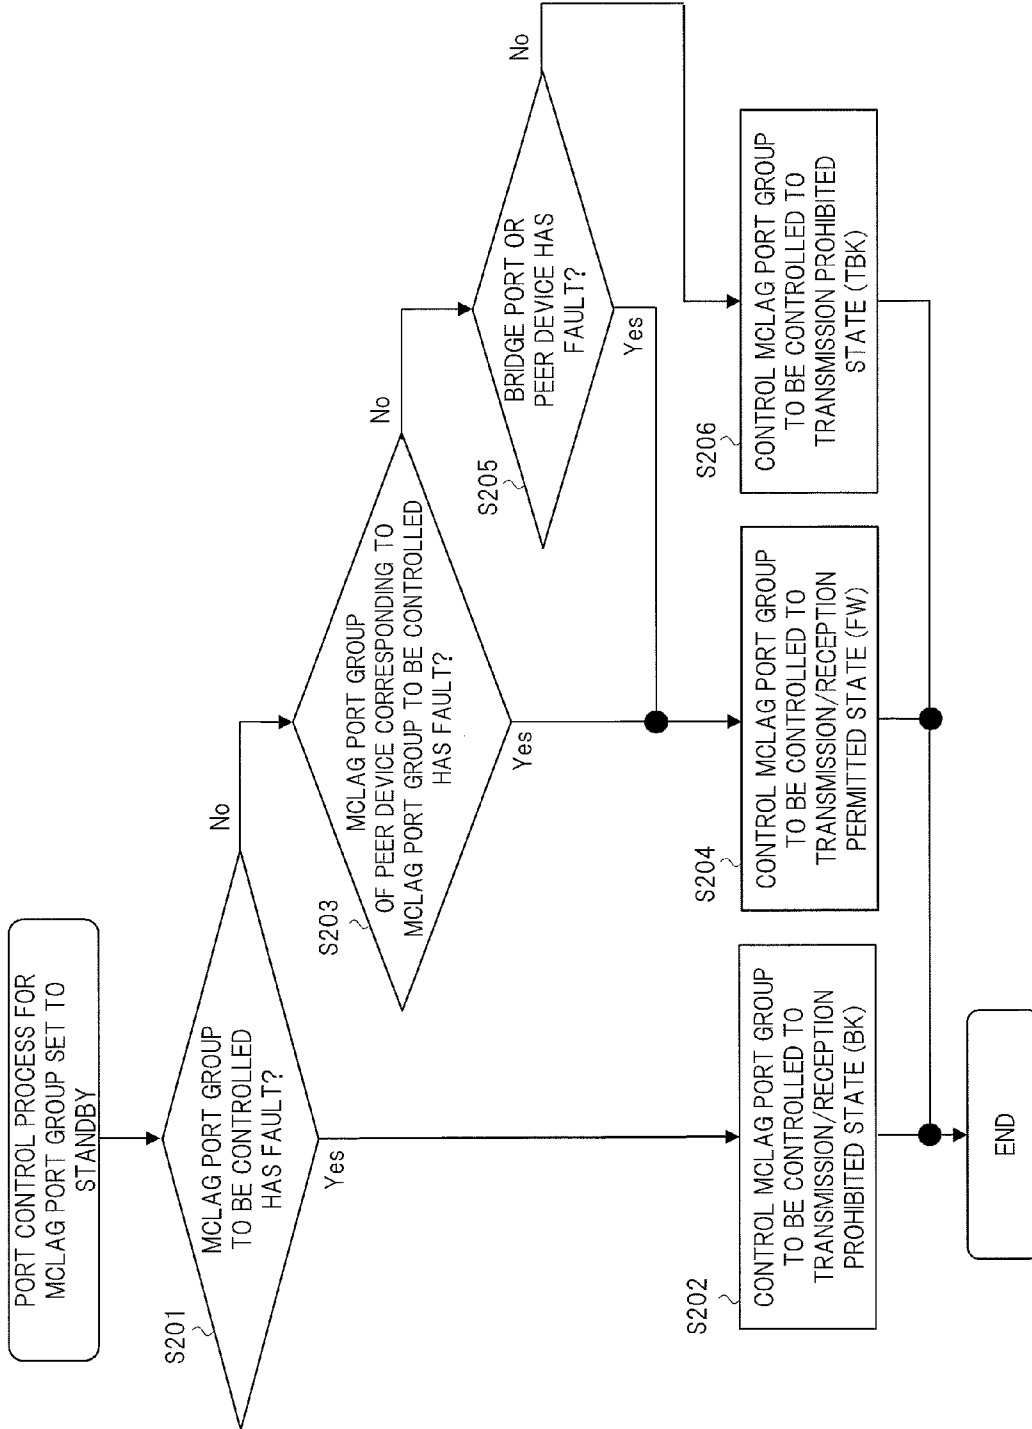 PORT CONTROL PROCESS FOR
MCLAG PORT GROUP SET TO
STANDBY
S201
MCLAG PORT GROUP
TO BE CONTROLLED
HAS FAULT?
No
Yes
S203
MCLAG PORT GROUP
OF PEER DEVICE CORRESPONDING TO
MCLAG PORT GROUP TO BE CONTROLLED
HAS FAULT?
No
Yes
S205
BRIDGE PORT OR
PEER DEVICE HAS
FAULT?
No
Yes
S202
CONTROL MCLAG PORT GROUP
TO BE CONTROLLED TO
TRANSMISSION/RECEPTION
PROHIBITED STATE (BK)
S204
CONTROL MCLAG PORT GROUP
TO BE CONTROLLED TO
TRANSMISSION/RECEPTION
PERMITTED STATE (FW)
S206
CONTROL MCLAG PORT GROUP
TO BE CONTROLLED TO
TRANSMISSION PROHIBITED
STATE (TBK)
END